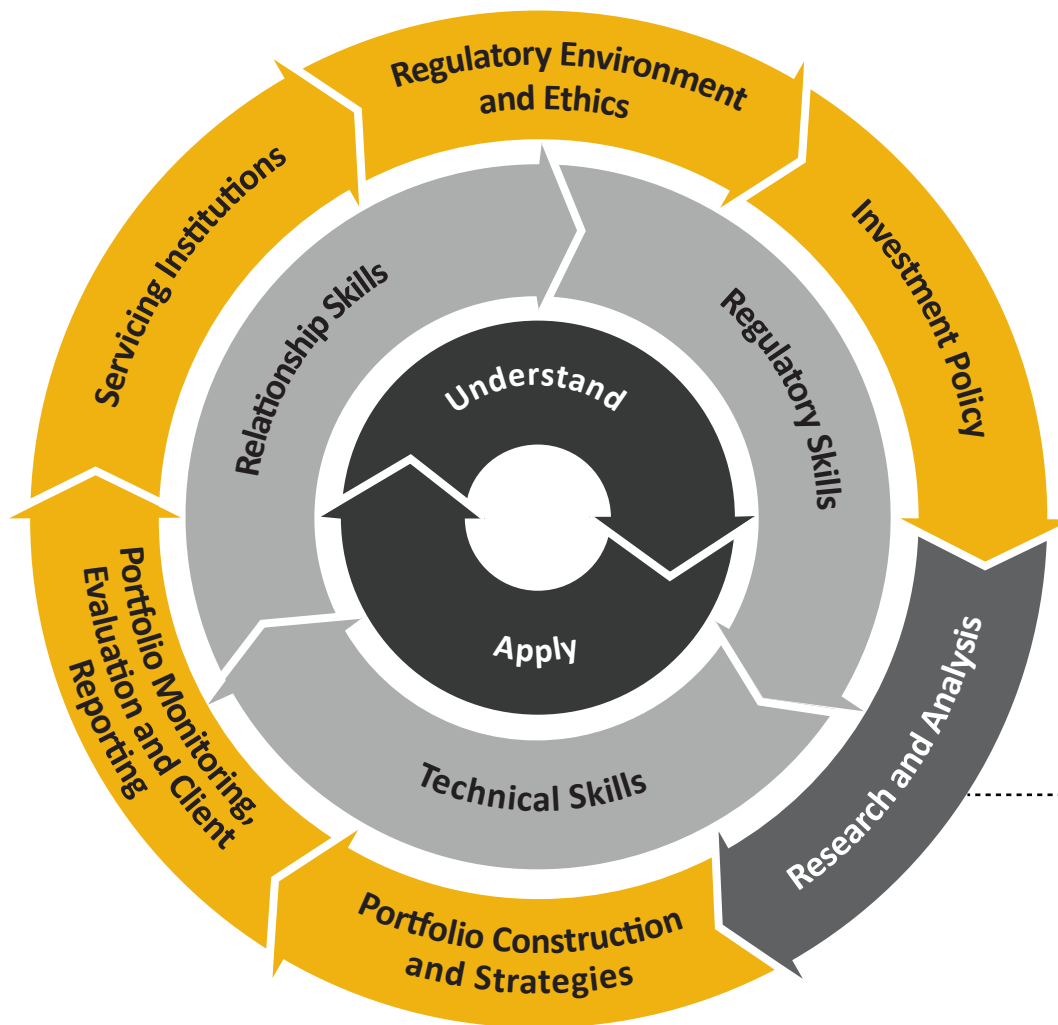 Regulatory Environment
and Ethics
Investment Policy
Research and Analysis
Portfolio Construction
and Strategies
Portfolio Monitoring,
Evaluation and Client
Reporting
Servicing Institutions
Relationship Skills
Regulatory Skills
Technical Skills
Understand
Apply